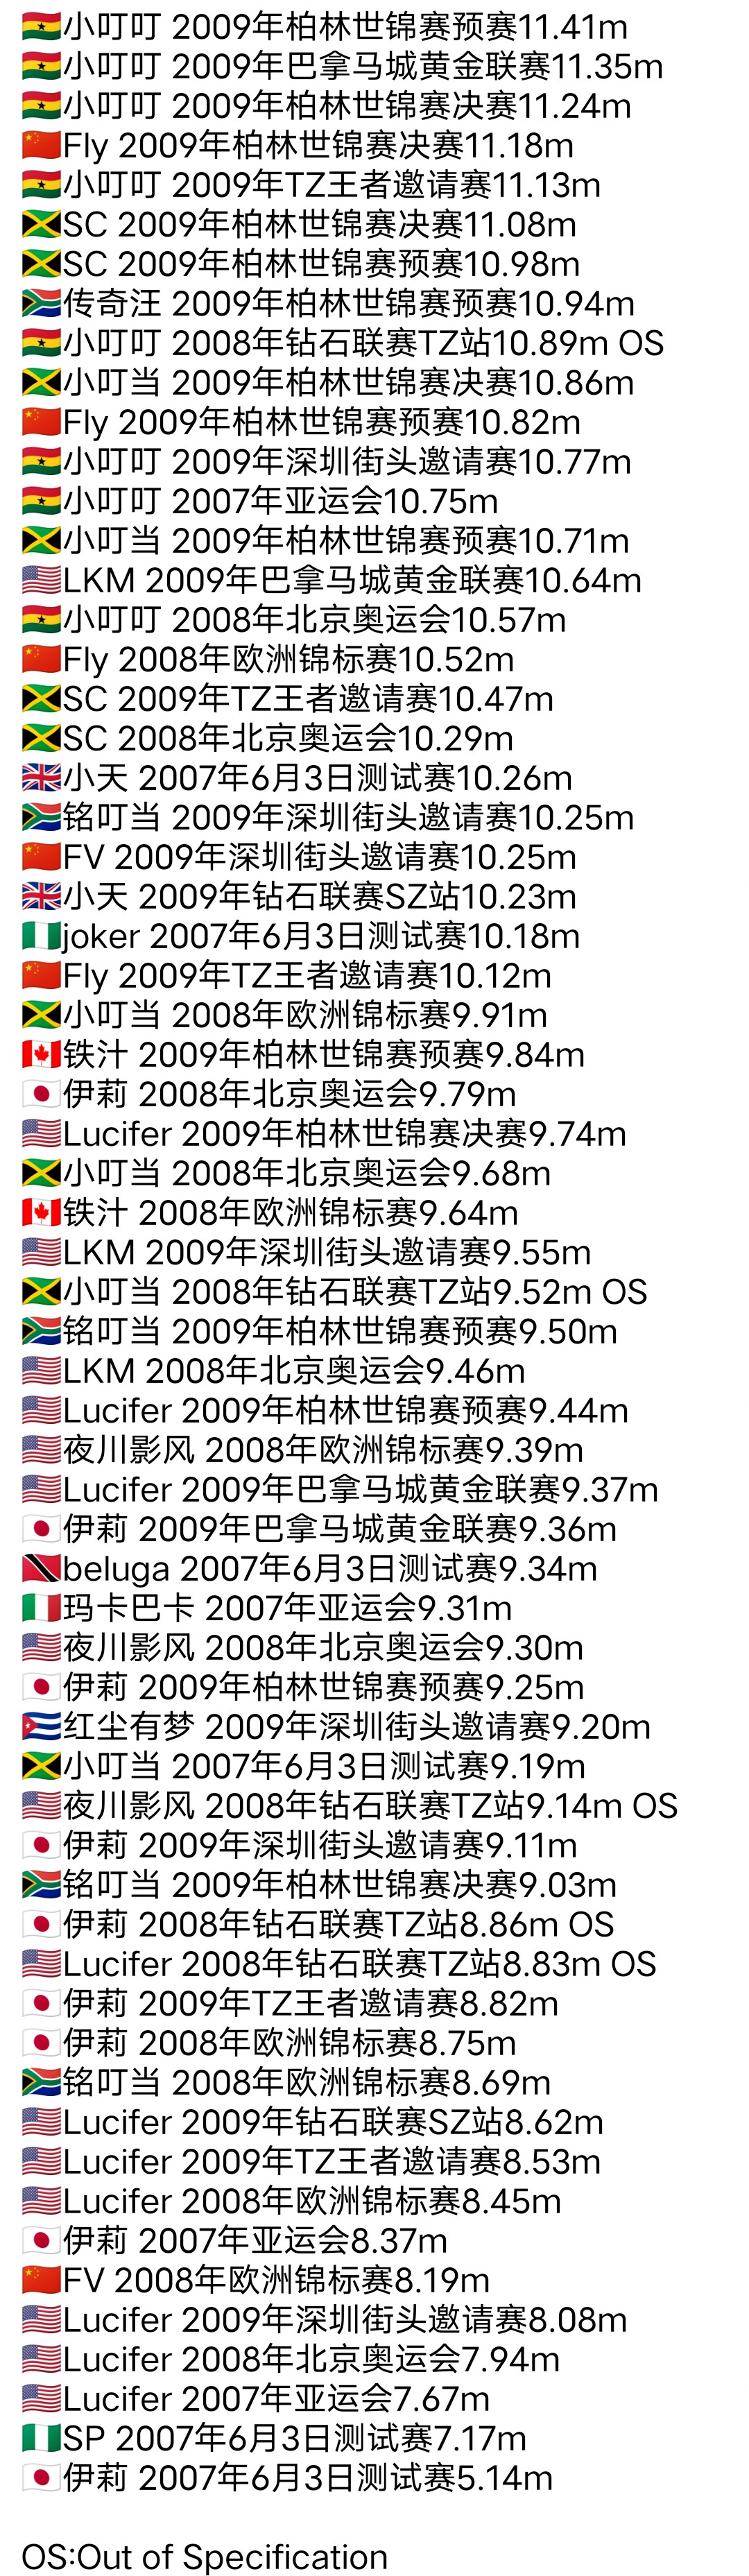 🇬🇭小叮叮 2009年柏林世锦赛预赛11.41m
🇬🇭小叮叮 2009年巴拿马城黄金联赛11.35m
🇬🇭小叮叮 2009年柏林世锦赛决赛11.24m
🇨🇳Fly 2009年柏林世锦赛决赛11.18m
🇬🇭小叮叮 2009年TZ王者邀请赛11.13m
🇯🇲SC 2009年柏林世锦赛决赛11.08m
🇯🇲SC 2009年柏林世锦赛预赛10.98m
🇿🇦传奇汪 2009年柏林世锦赛预赛10.94m
🇬🇭小叮叮 2008年钻石联赛TZ站10.89m OS
🇯🇲小叮当 2009年柏林世锦赛决赛10.86m
🇨🇳Fly 2009年柏林世锦赛预赛10.82m
🇬🇭小叮叮 2009年深圳街头邀请赛10.77m
🇬🇭小叮叮 2007年亚运会10.75m
🇯🇲小叮当 2009年柏林世锦赛预赛10.71m
🇺🇸LKM 2009年巴拿马城黄金联赛10.64m
🇬🇭小叮叮 2008年北京奥运会10.57m
🇨🇳Fly 2008年欧洲锦标赛10.52m
🇯🇲SC 2009年TZ王者邀请赛10.47m
🇯🇲SC 2008年北京奥运会10.29m
🇬🇧小天 2007年6月3日测试赛10.26m
🇿🇦铭叮当 2009年深圳街头邀请赛10.25m
🇨🇳FV 2009年深圳街头邀请赛10.25m
🇬🇧小天 2009年钻石联赛SZ站10.23m
🇳🇬joker 2007年6月3日测试赛10.18m
🇨🇳Fly 2009年TZ王者邀请赛10.12m
🇯🇲小叮当 2008年欧洲锦标赛9.91m
🇨🇦铁汁 2009年柏林世锦赛预赛9.84m
🇯🇵伊莉 2008年北京奥运会9.79m
🇺🇸Lucifer 2009年柏林世锦赛决赛9.74m
🇯🇲小叮当 2008年北京奥运会9.68m
🇨🇦铁汁 2008年欧洲锦标赛9.64m
🇺🇸LKM 2009年深圳街头邀请赛9.55m
🇯🇲小叮当 2008年钻石联赛TZ站9.52m OS
🇿🇦铭叮当 2009年柏林世锦赛预赛9.50m
🇺🇸LKM 2008年北京奥运会9.46m
🇺🇸Lucifer 2009年柏林世锦赛预赛9.44m
🇺🇸夜川影风 2008年欧洲锦标赛9.39m
🇺🇸Lucifer 2009年巴拿马城黄金联赛9.37m
🇯🇵伊莉 2009年巴拿马城黄金联赛9.36m
🇹🇹beluga 2007年6月3日测试赛9.34m
🇮🇹玛卡巴卡 2007年亚运会9.31m
🇺🇸夜川影风 2008年北京奥运会9.30m
🇯🇵伊莉 2009年柏林世锦赛预赛9.25m
🇨🇺红尘有梦 2009年深圳街头邀请赛9.20m
🇯🇲小叮当 2007年6月3日测试赛9.19m
🇺🇸夜川影风 2008年钻石联赛TZ站9.14m OS
🇯🇵伊莉 2009年深圳街头邀请赛9.11m
🇿🇦铭叮当 2009年柏林世锦赛决赛9.03m
🇯🇵伊莉 2008年钻石联赛TZ站8.86m OS
🇺🇸Lucifer 2008年钻石联赛TZ站8.83m OS
🇯🇵伊莉 2009年TZ王者邀请赛8.82m
🇯🇵伊莉 2008年欧洲锦标赛8.75m
🇿🇦铭叮当 2008年欧洲锦标赛8.69m
🇺🇸Lucifer 2009年钻石联赛SZ站8.62m
🇺🇸Lucifer 2009年TZ王者邀请赛8.53m
🇺🇸Lucifer 2008年欧洲锦标赛8.45m
🇯🇵伊莉 2007年亚运会8.37m
🇨🇳FV 2008年欧洲锦标赛8.19m
🇺🇸Lucifer 2009年深圳街头邀请赛8.08m
🇺🇸Lucifer 2008年北京奥运会7.94m
🇺🇸Lucifer 2007年亚运会7.67m
🇳🇬SP 2007年6月3日测试赛7.17m
🇯🇵伊莉 2007年6月3日测试赛5.14m
OS:Out of Specification